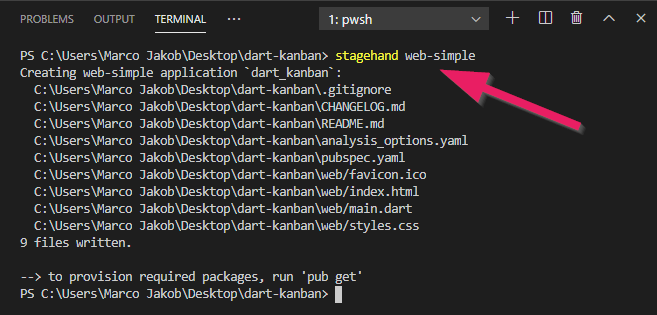 PROBLEMS OUTPUT TERMINAL ··· 1: pwsh
PS C:\Users\Marco Jakob\Desktop\dart-kanban> stagehand web-simple
Creating web-simple application `dart_kanban`:
C:\Users\Marco Jakob\Desktop\dart-kanban\.gitignore
C:\Users\Marco Jakob\Desktop\dart-kanban\CHANGELOG.md
C:\Users\Marco Jakob\Desktop\dart-kanban\README.md
C:\Users\Marco Jakob\Desktop\dart-kanban\analysis_options.yaml
C:\Users\Marco Jakob\Desktop\dart-kanban\pubspec.yaml
C:\Users\Marco Jakob\Desktop\dart-kanban\web/favicon.ico
C:\Users\Marco Jakob\Desktop\dart-kanban\web/index.html
C:\Users\Marco Jakob\Desktop\dart-kanban\web/main.dart
C:\Users\Marco Jakob\Desktop\dart-kanban\web/styles.css
9 files written.
--> to provision required packages, run 'pub get'
PS C:\Users\Marco Jakob\Desktop\dart-kanban>